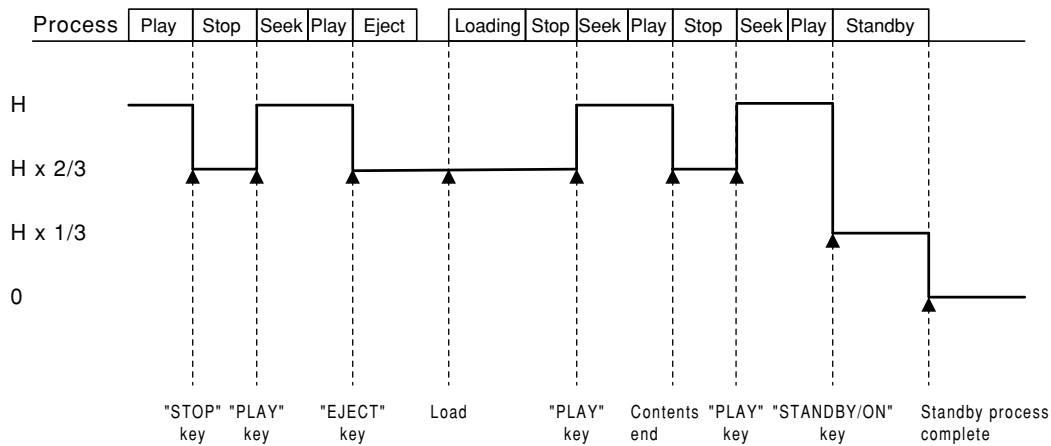 Process Play Stop Seek Play Eject Loading Stop Seek Play Stop Seek Play Standby
H
H x 2/3
H x 1/3
0
"STOP" key
"PLAY" key
"EJECT" key
Load
"PLAY" key
Contents end
"PLAY" key
"STANDBY/ON" key
Standby process complete